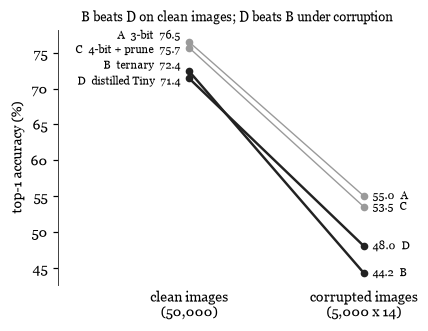 B beats D on clean images; D beats B under corruption
A 3-bit 76.5
C 4-bit + prune 75.7
B ternary 72.4
D distilled Tiny 71.4
top-1 accuracy (%)
75
70
65
60
55
50
45
55.0 A
53.5 C
48.0 D
44.2 B
clean images
(50,000)
corrupted images
(5,000 x 14)